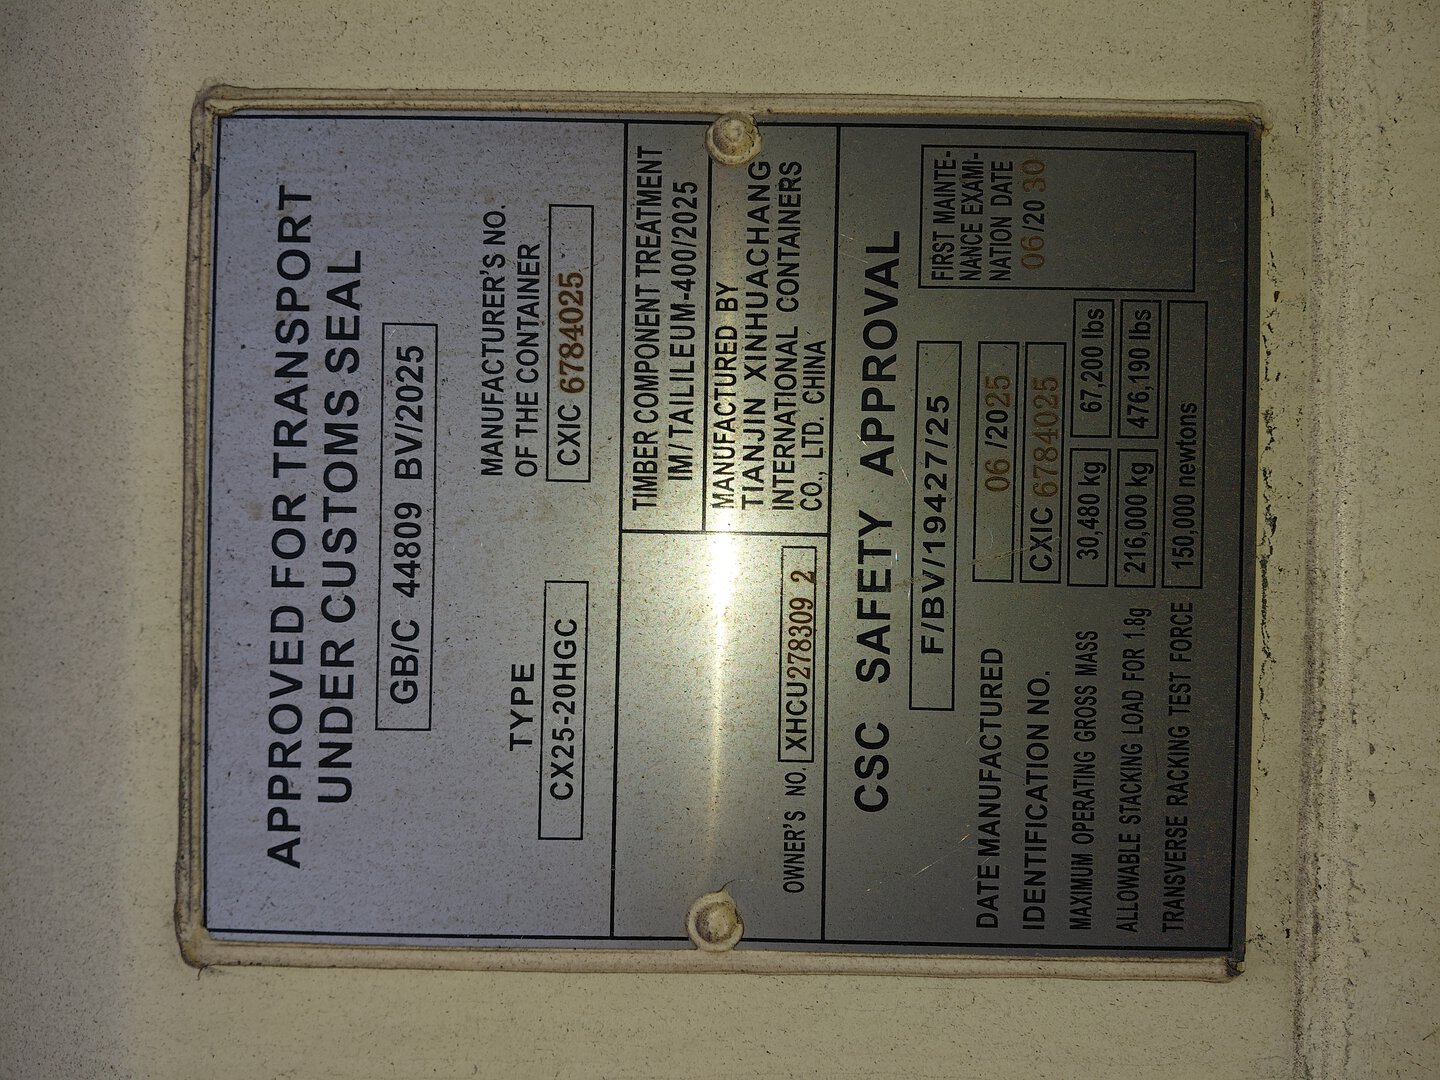 APPROVED FOR TRANSPORT
UNDER CUSTOMS SEAL
GB/C 44809 BV/2025
TYPE
CX25-20HGC
MANUFACTURER'S NO.
OF THE CONTAINER
CXIC 6784025
TIMBER COMPONENT TREATMENT
IM/TAILILEUM-400/2025
MANUFACTURED BY
TIANJIN XINHUACHANG
INTERNATIONAL CONTAINERS
CO., LTD. CHINA
OWNER'S NO. XHCU278309 2
CSC SAFETY APPROVAL
F/BV/19427/25
DATE MANUFACTURED 06/2025
IDENTIFICATION NO. CXIC 6784025
MAXIMUM OPERATING GROSS MASS 30,480 kg 67,200 lbs
ALLOWABLE STACKING LOAD FOR 1.8g 216,000 kg 476,190 lbs
TRANSVERSE RACKING TEST FORCE 150,000 newtons
FIRST MAINTE-
NANCE EXAMI-
NATION DATE
06/2030